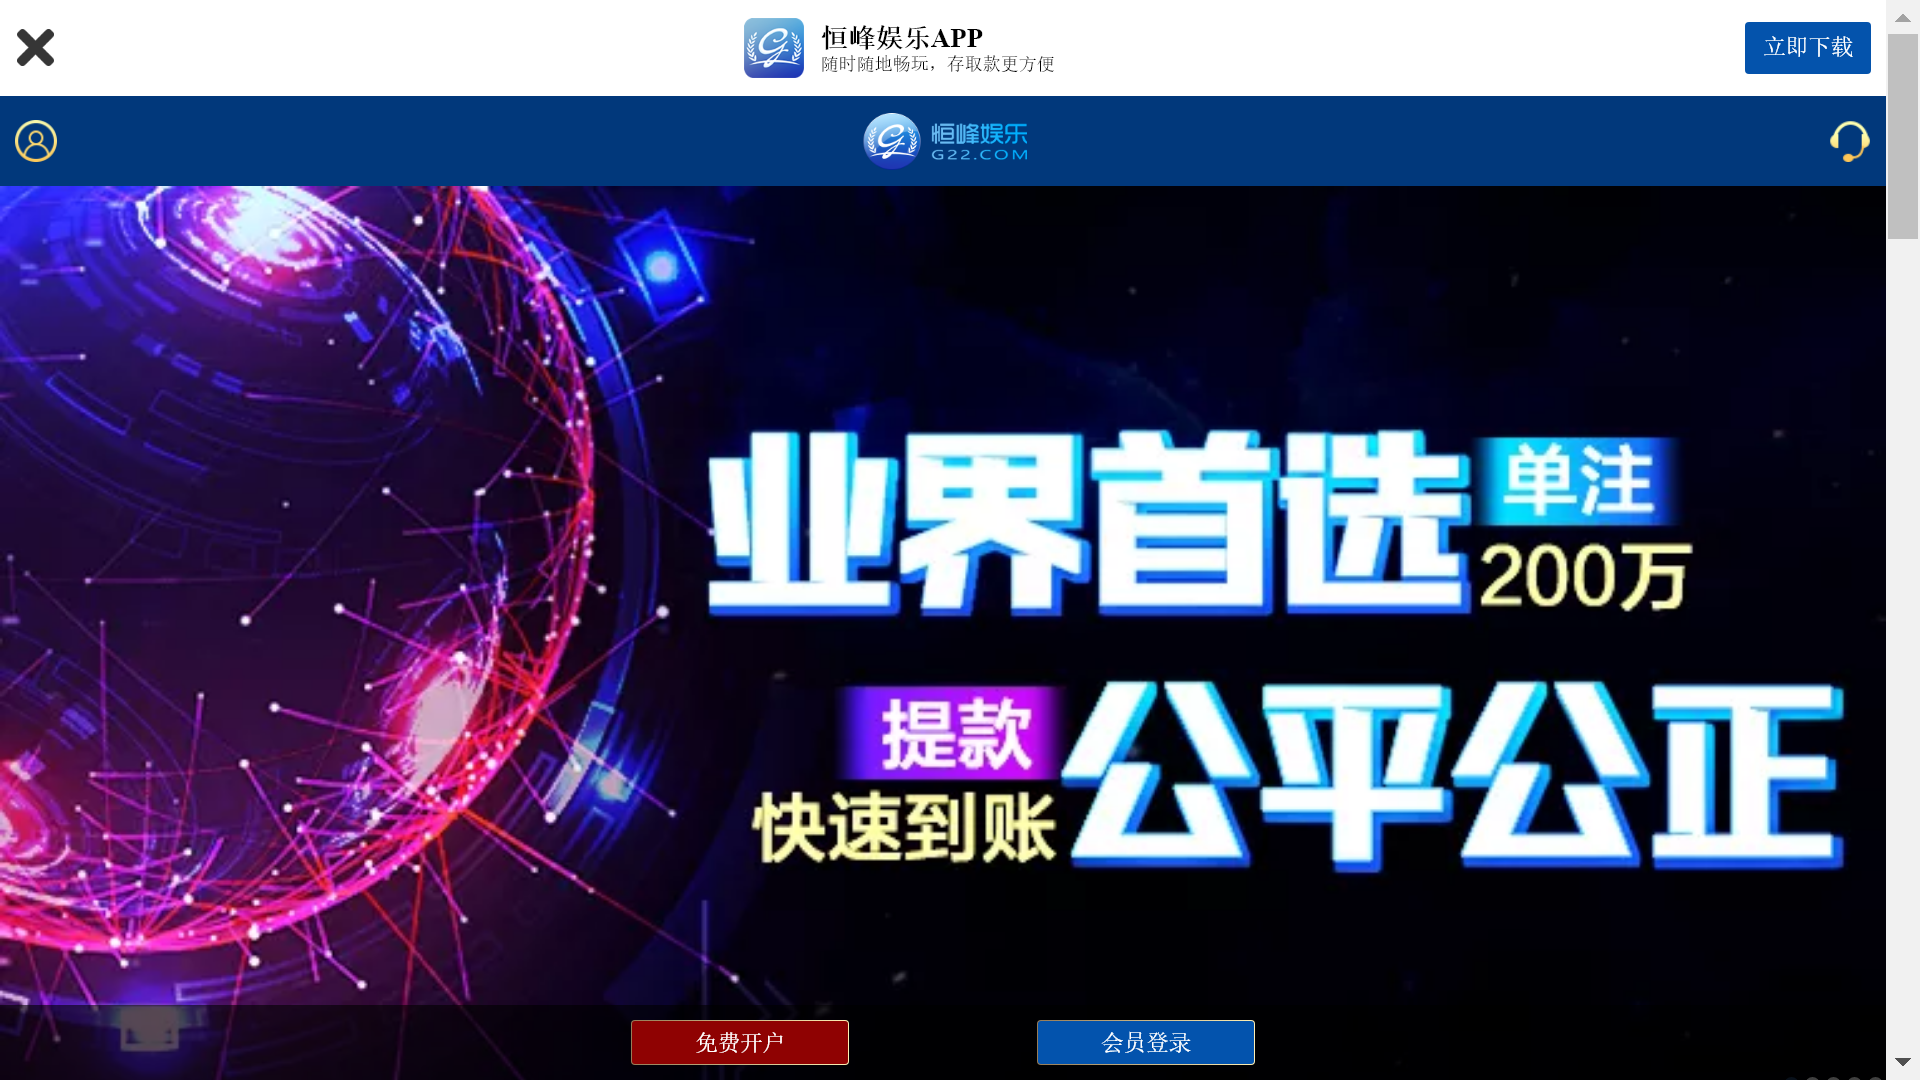 恒峰娱乐APP
随时随地畅玩，存取款更方便
立即下载
恒峰娱乐
G22.COM
业界首选
单注
200万
提款
快速到账
公平公正
免费开户
会员登录